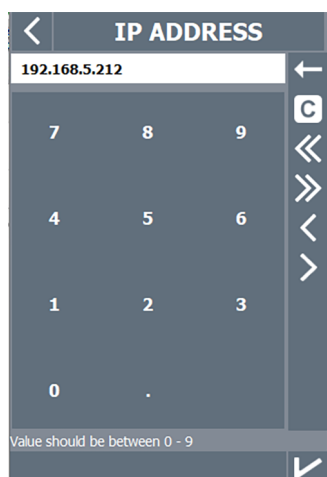 IP ADDRESS
192.168.5.212
C
7 8 9
4 5 6
1 2 3
0 .
Value should be between 0 - 9